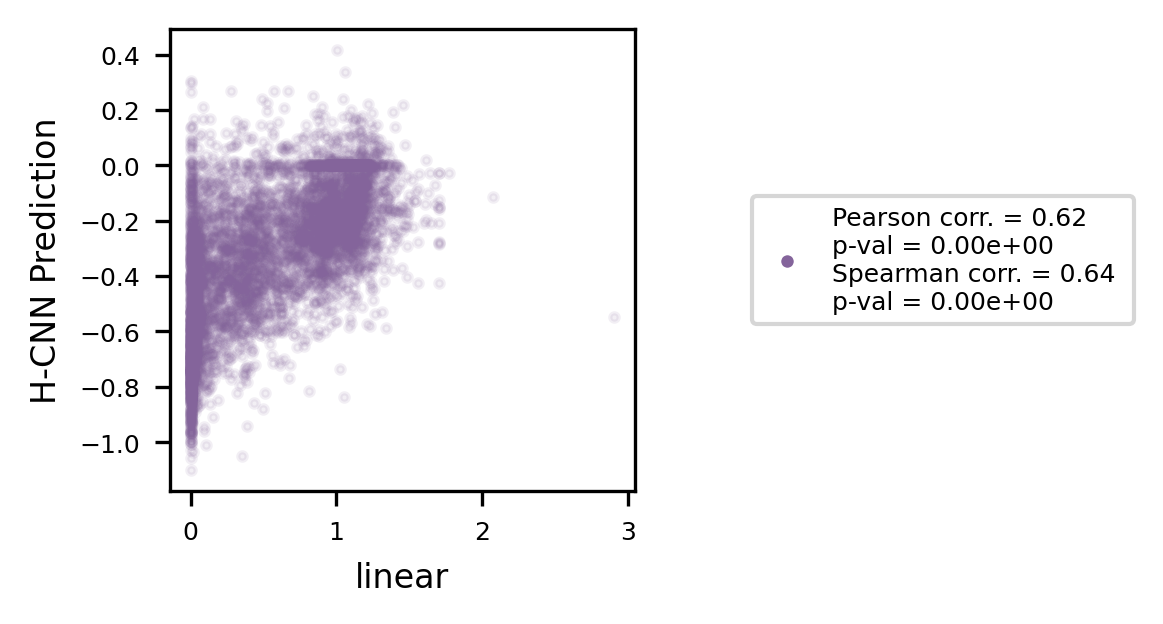 0.4
0.2
0.0
−0.2
−0.4
−0.6
−0.8
−1.0
H-CNN Prediction
0
1
2
3
linear
Pearson corr. = 0.62
p-val = 0.00e+00
Spearman corr. = 0.64
p-val = 0.00e+00